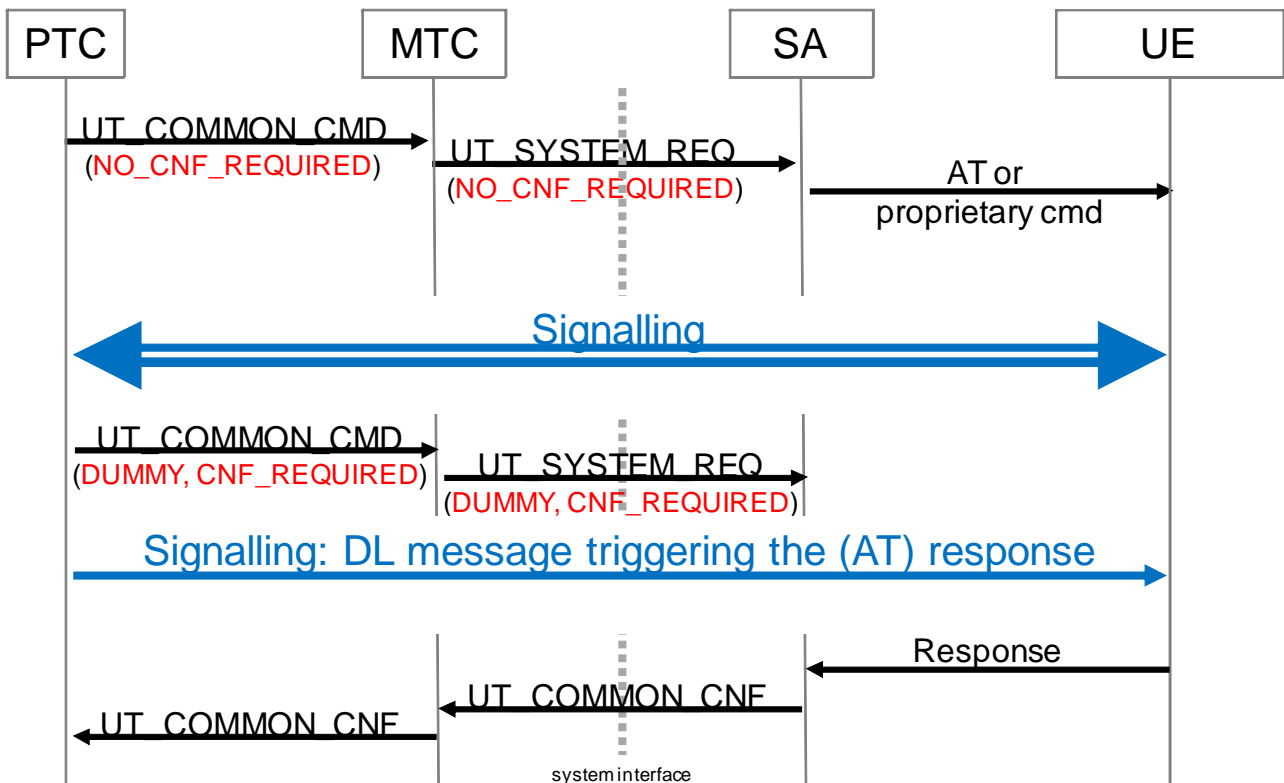 PTC MTC SA UE
UT_COMMON_CMD
(NO_CNF_REQUIRED)
UT_SYSTEM_REQ
(NO_CNF_REQUIRED)
AT or
proprietary cmd
Signalling
UT_COMMON_CMD
(DUMMY, CNF_REQUIRED)
UT_SYSTEM_REQ
(DUMMY, CNF_REQUIRED)
Signalling: DL message triggering the (AT) response
Response
UT_COMMON_CNF
UT_COMMON_CNF
system interface